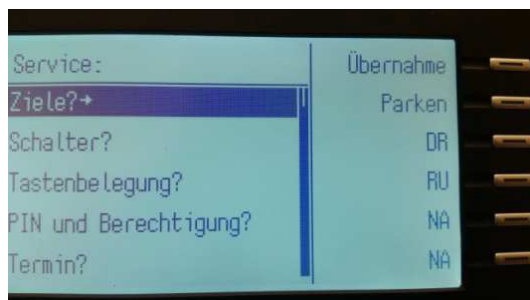 Service:
Ziele?→
Schalter?
Tastenbelegung?
PIN und Berechtigung?
Termin?
Übernahme
Parken
DR
RU
NA
NA